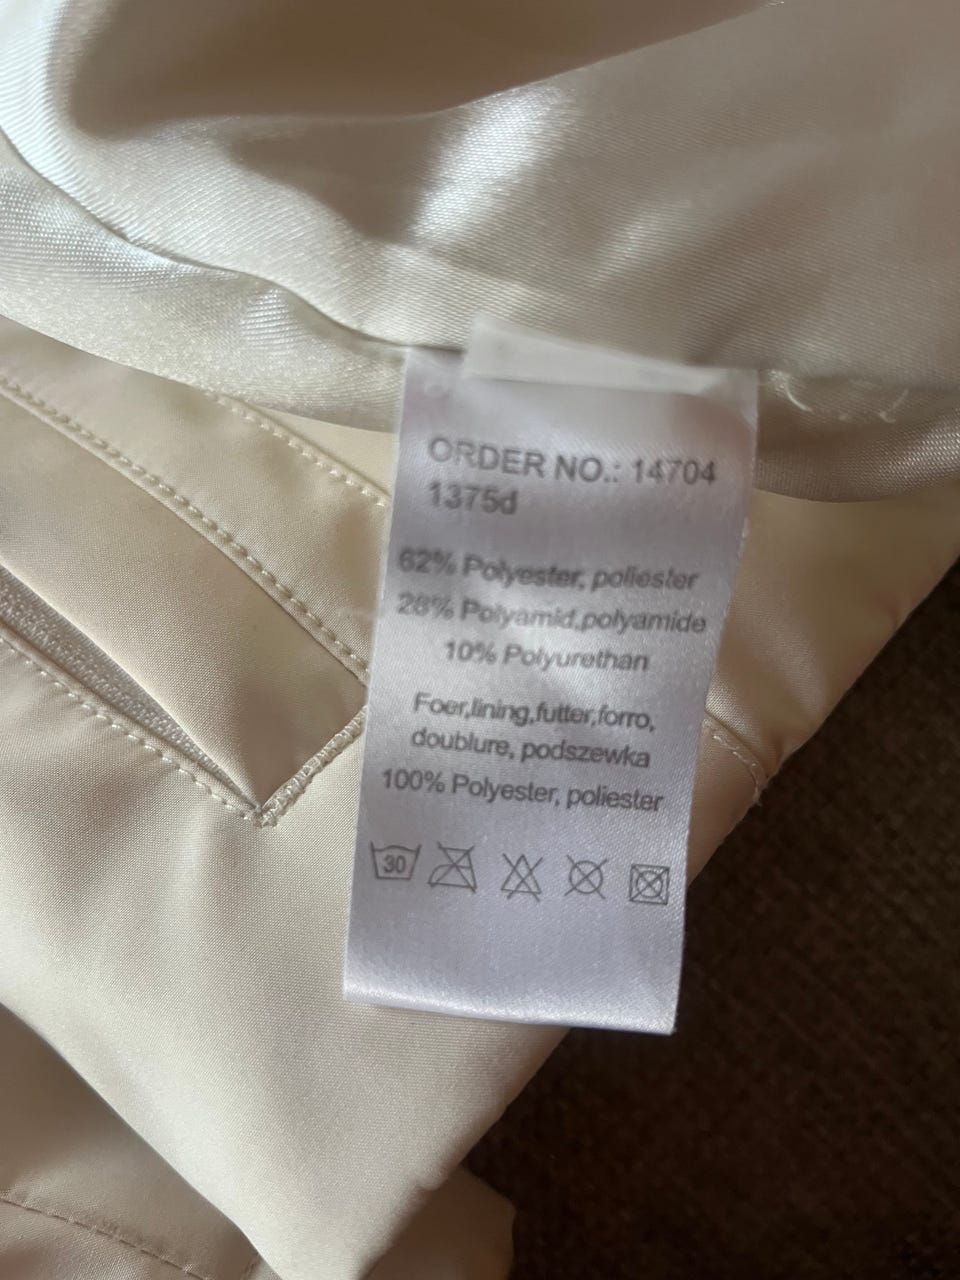 ORDER NO.: 14704
1375d
62% Polyester, poliester
28% Polyamid,polyamide
10% Polyurethan
Foer,lining,futter,forro,
doublure, podszewka
100% Polyester, poliester
30